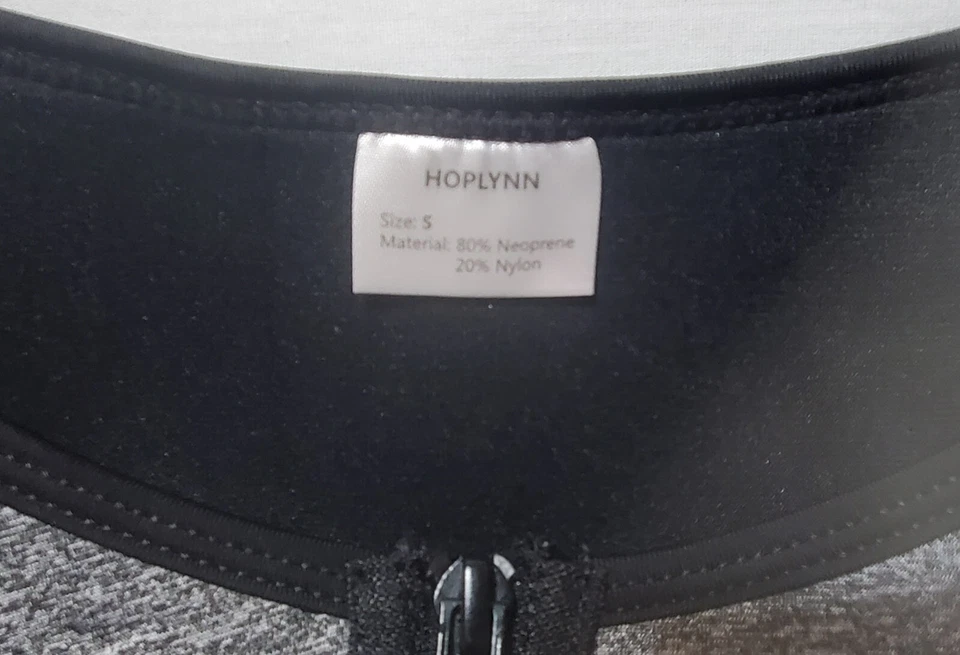 HOPLYNN
Size: S
Material: 80% Neoprene
20% Nylon